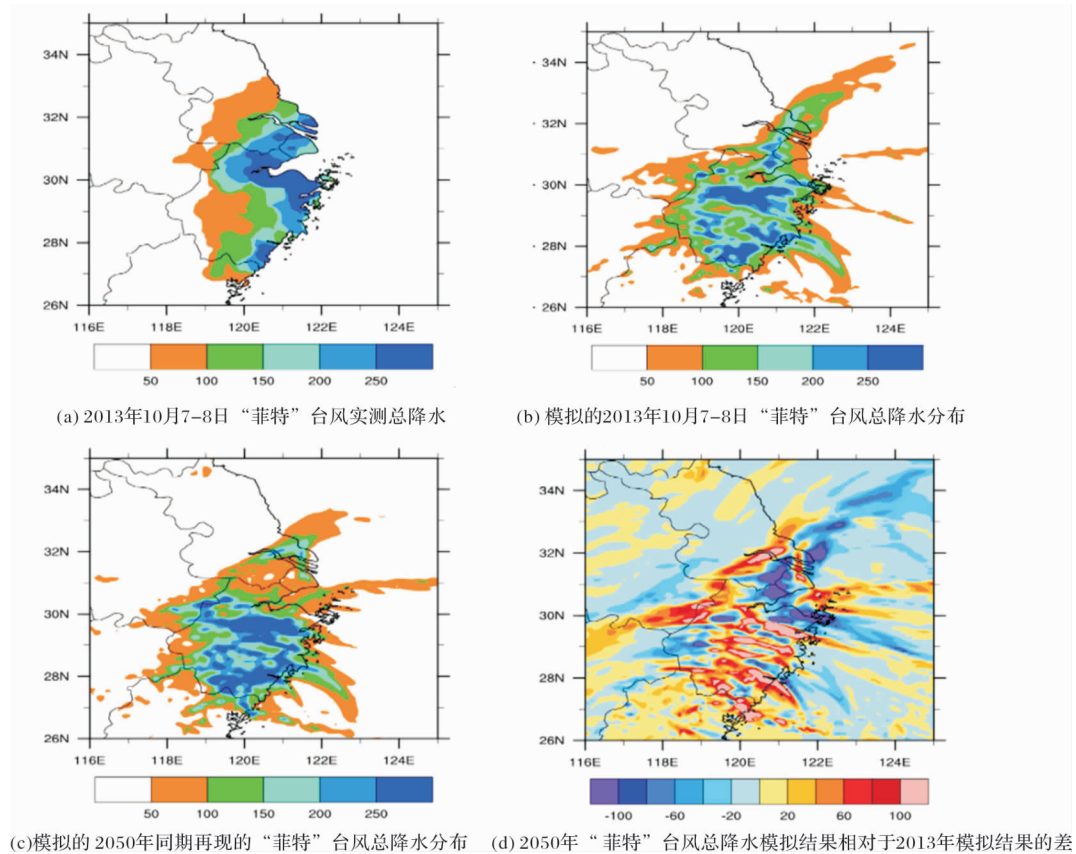 34N
32N
30N
28N
26N
116E 118E 120E 122E 124E
50 100 150 200 250
(a) 2013年10月7-8日“菲特”台风实测总降水
34N
32N
30N
28N
26N
116E 118E 120E 122E 124E
50 100 150 200 250
(b) 模拟的2013年10月7-8日“菲特”台风总降水分布
34N
32N
30N
28N
26N
116E 118E 120E 122E 124E
50 100 150 200 250
(c)模拟的 2050年同期再现的“菲特”台风总降水分布
34N
32N
30N
28N
26N
116E 118E 120E 122E 124E
-100 -60 -20 20 60 100
(d) 2050年“菲特”台风总降水模拟结果相对于2013年模拟结果的差